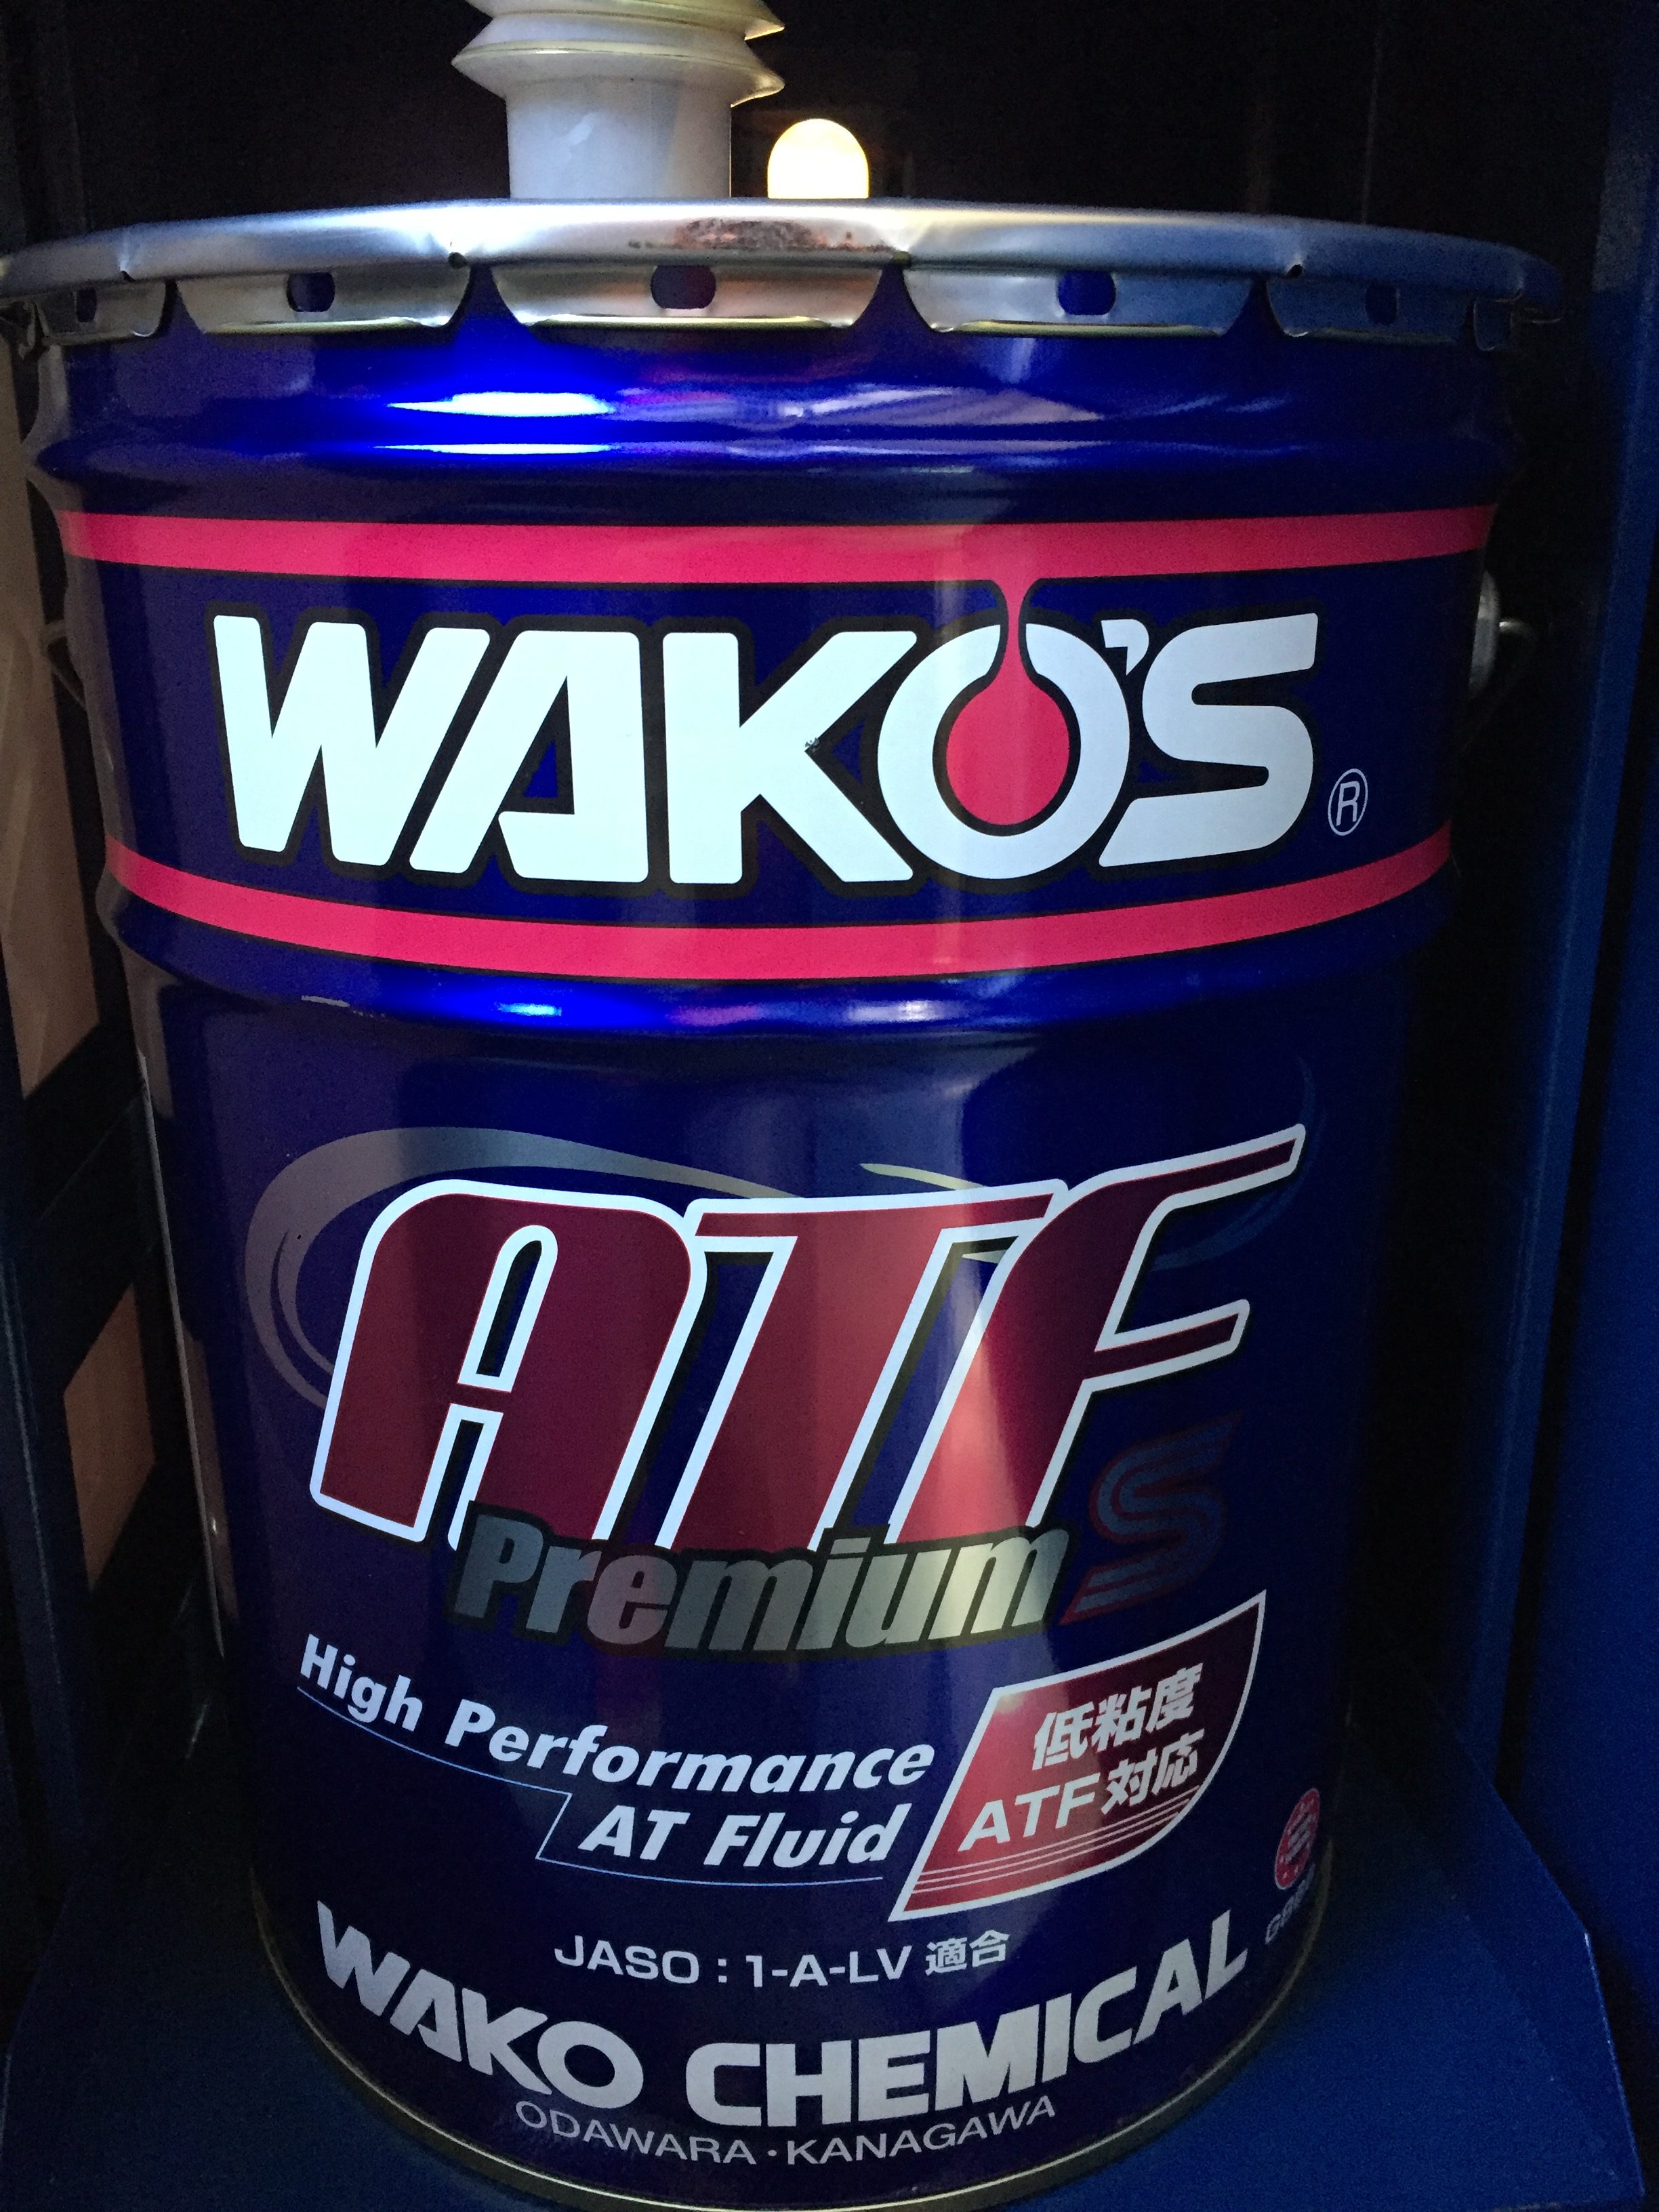 WAKO'S
®
ATF
Premium S
High Performance
AT Fluid
低粘度
ATF対応
JASO : 1-A-LV 適合
WAKO CHEMICAL
ODAWARA・KANAGAWA